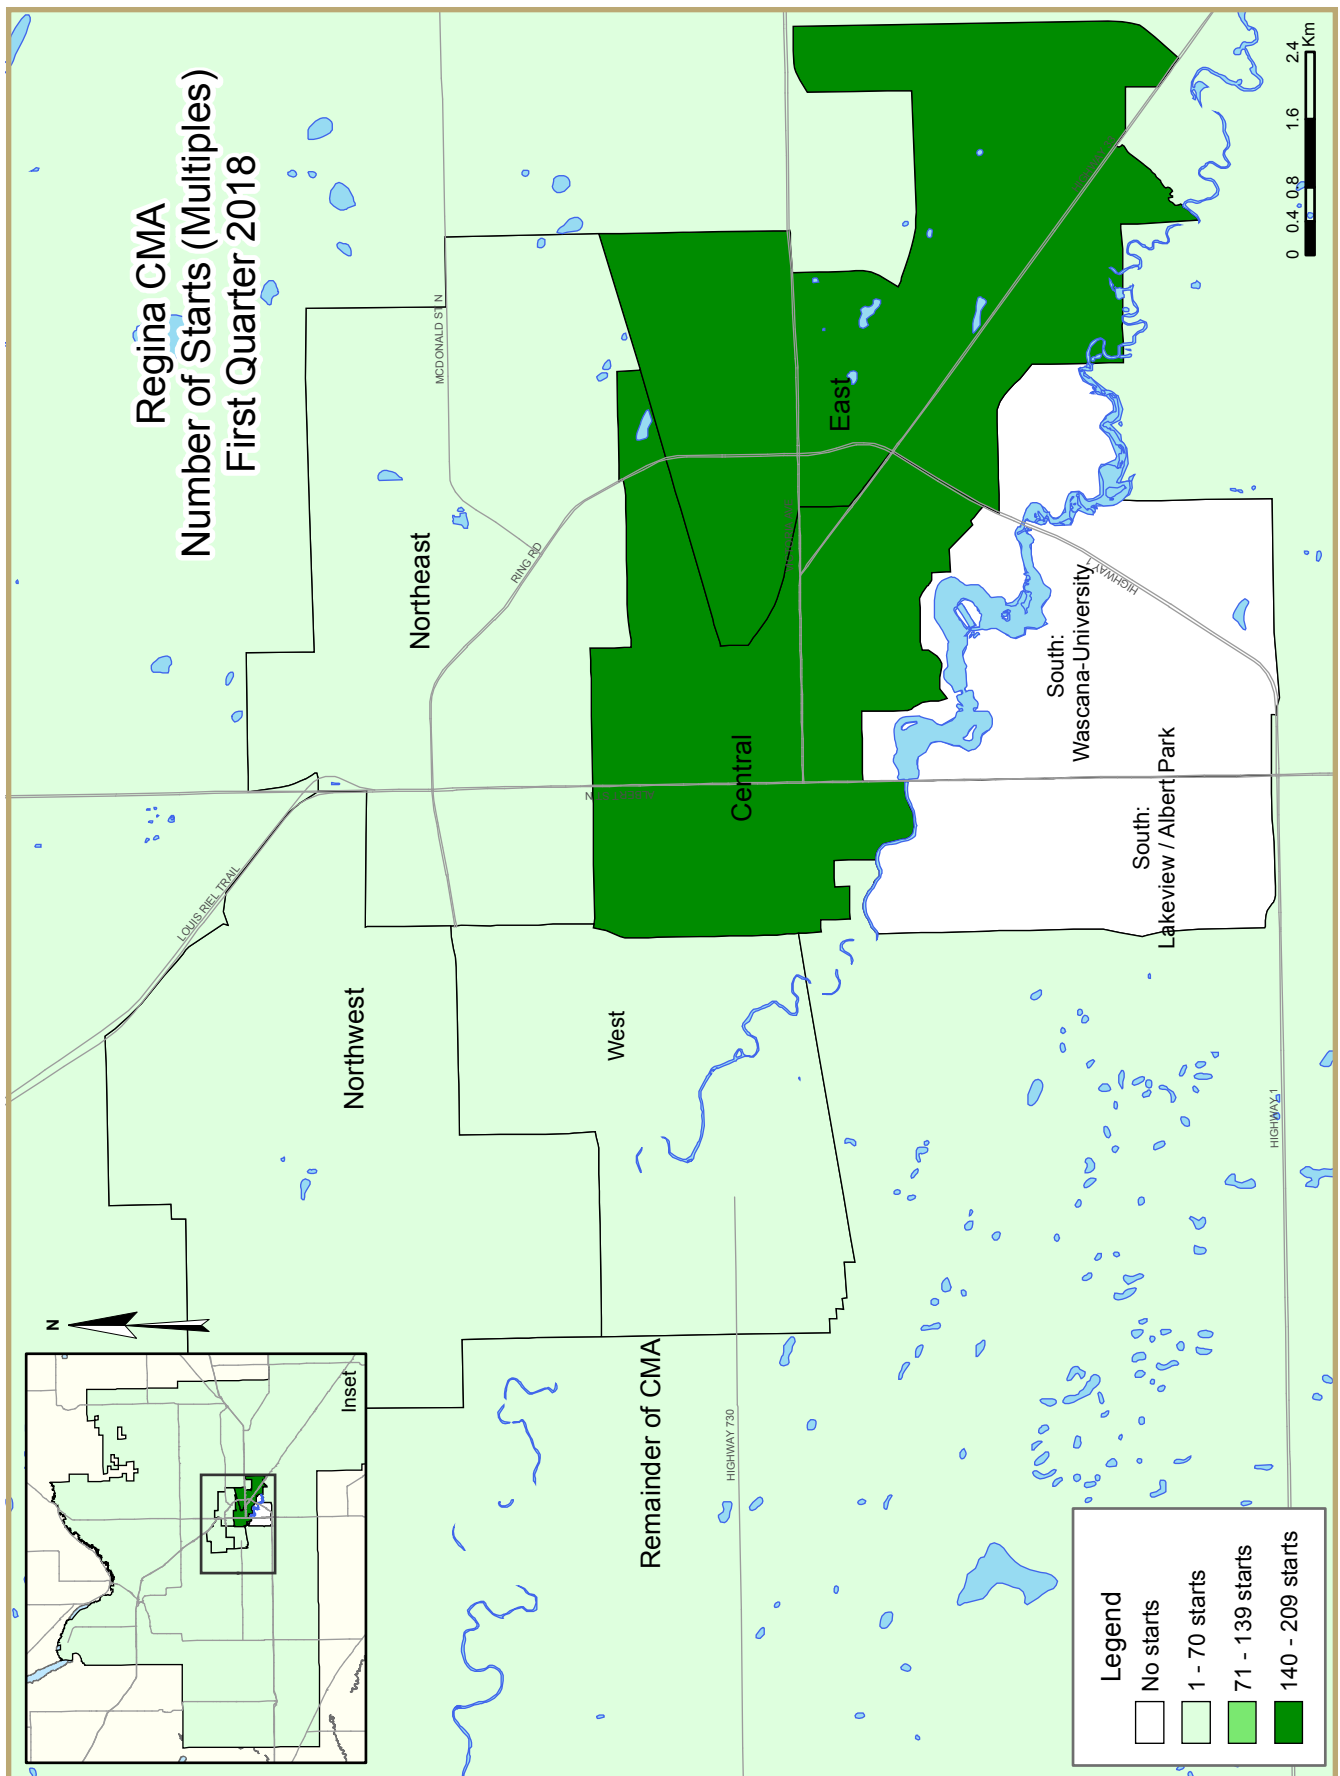 Regina CMA
Number of Starts (Multiples)
First Quarter 2018
N
Inset
LOUIS RIEL TRAIL
MCDONALD ST N
RING RD
Northwest
Northeast
West
Central
East
Remainder of CMA
HIGHWAY 730
South:
Wascana-University
HIGHWAY 1
South:
Lakeview / Albert Park
HIGHWAY 1
Legend
No starts
1 - 70 starts
71 - 139 starts
140 - 209 starts
0 0.4 0.8 1.6 2.4
Km